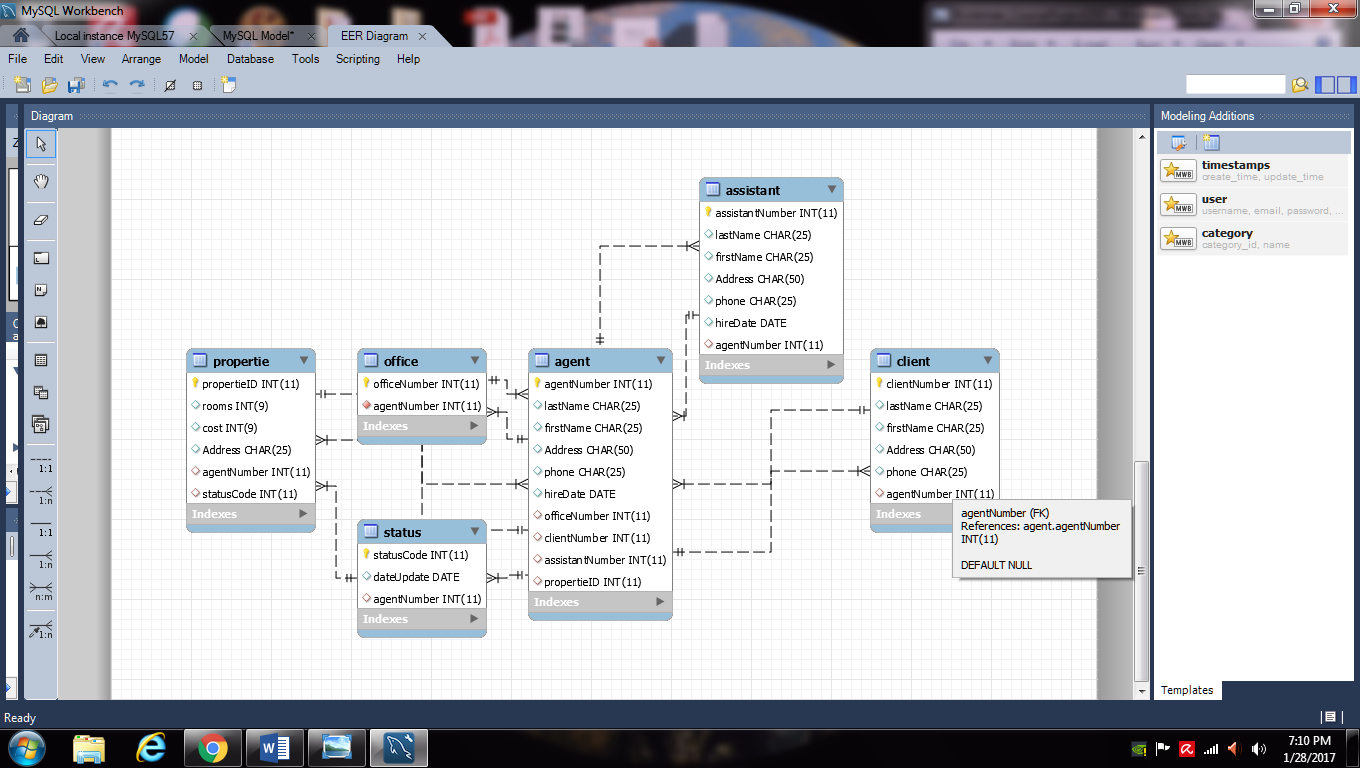 MySQL Workbench
Local instance MySQL57
MySQL Model*
EER Diagram
File Edit View Arrange Model Database Tools Scripting Help
Diagram
propertie
propertieID INT(11)
rooms INT(9)
cost INT(9)
Address CHAR(25)
agentNumber INT(11)
statusCode INT(11)
Indexes
office
officeNumber INT(11)
agentNumber INT(11)
Indexes
status
statusCode INT(11)
dateUpdate DATE
agentNumber INT(11)
Indexes
agent
agentNumber INT(11)
lastName CHAR(25)
firstName CHAR(25)
Address CHAR(50)
phone CHAR(25)
hireDate DATE
officeNumber INT(11)
clientNumber INT(11)
assistantNumber INT(11)
propertieID INT(11)
Indexes
assistant
assistantNumber INT(11)
lastName CHAR(25)
firstName CHAR(25)
Address CHAR(50)
phone CHAR(25)
hireDate DATE
agentNumber INT(11)
Indexes
client
clientNumber INT(11)
lastName CHAR(25)
firstName CHAR(25)
Address CHAR(50)
phone CHAR(25)
agentNumber INT(11)
Indexes
agentNumber (FK)
References: agent.agentNumber
INT(11)
DEFAULT NULL
1:1
1:n
1:1
1:n
n:m
1:n
Modeling Additions
timestamps
create_time, update_time
user
username, email, password, ...
category
category_id, name
Templates
Ready
7:10 PM
1/28/2017